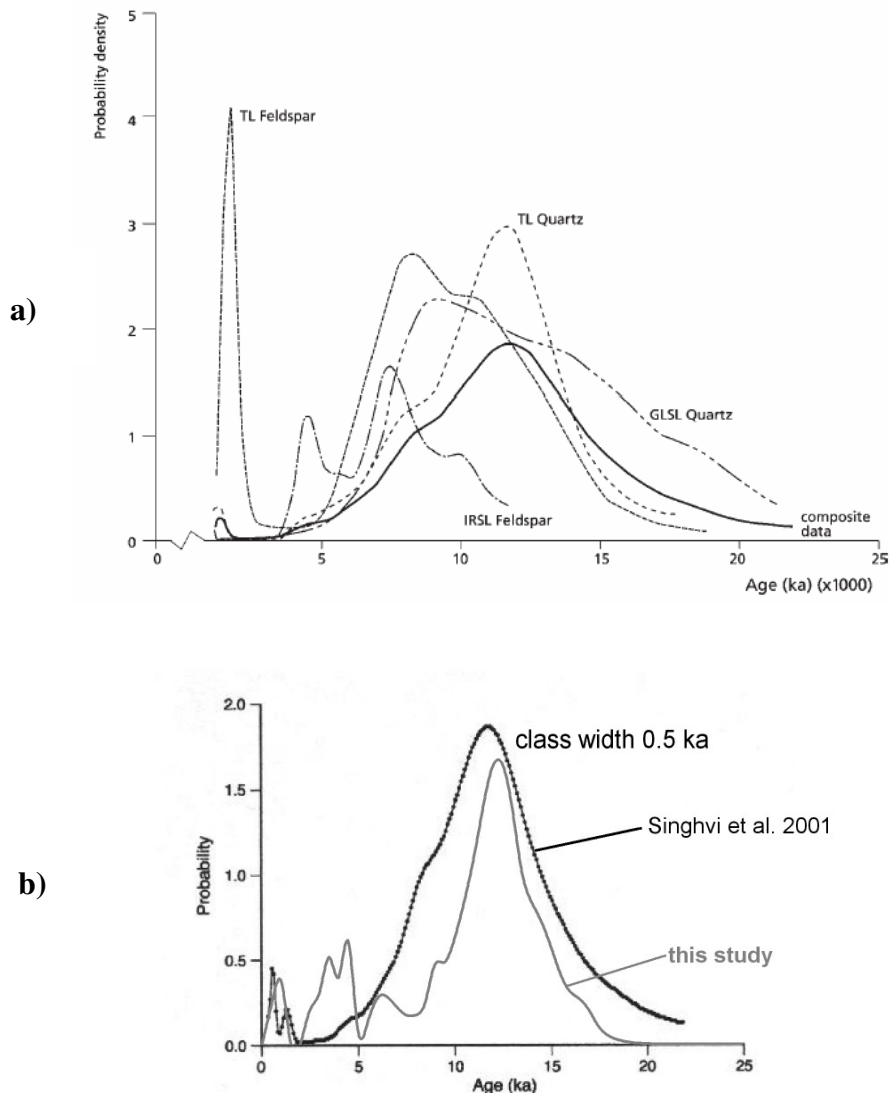 Probability density
5
4
3
2
1
0
TL Feldspar
TL Quartz
GLSL Quartz
IRSL Feldspar
composite
data
0
5
10
15
20
25
Age (ka) (x1000)
a)
2.0
1.5
1.0
0.5
0.0
Probability
class width 0.5 ka
Singhvi et al. 2001
this study
0
5
10
15
20
25
Age (ka)
b)